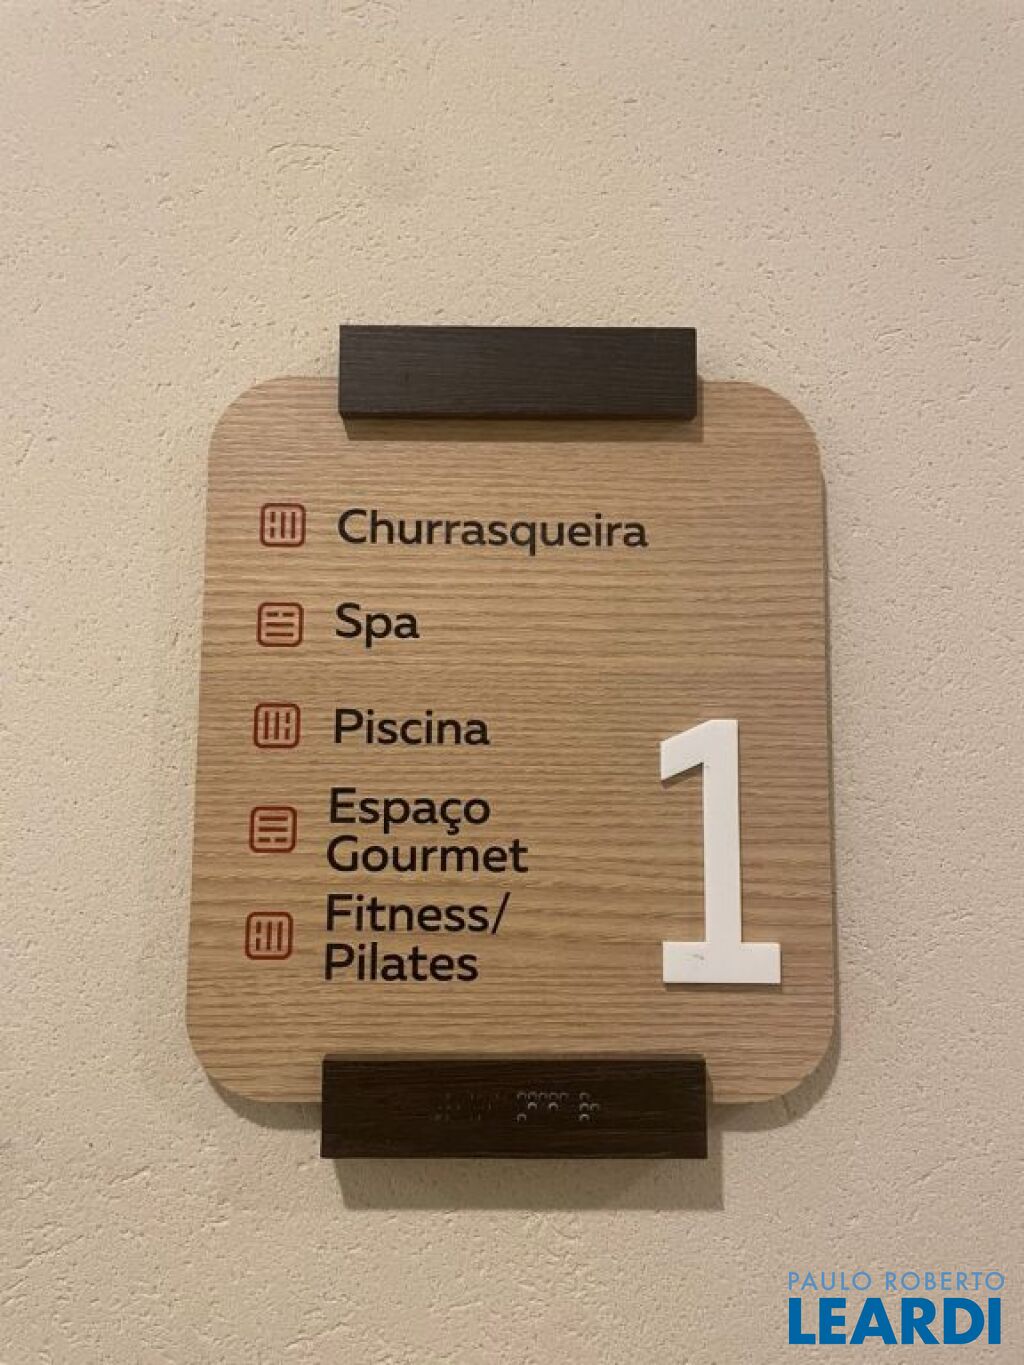 Churrasqueira
Spa
Piscina
Espaço
Gourmet
Fitness/
Pilates
1
PAULO ROBERTO
LEARDI